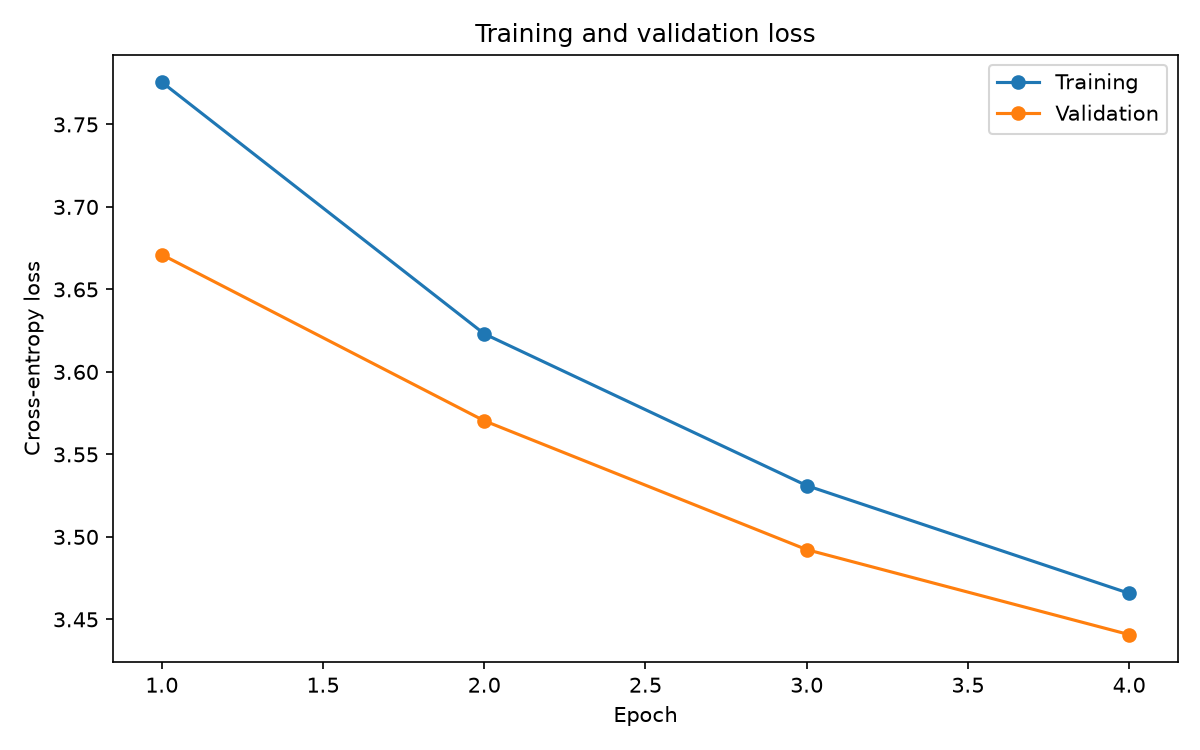 Training and validation loss
Training
Validation
Cross-entropy loss
3.75
3.70
3.65
3.60
3.55
3.50
3.45
1.0 1.5 2.0 2.5 3.0 3.5 4.0
Epoch